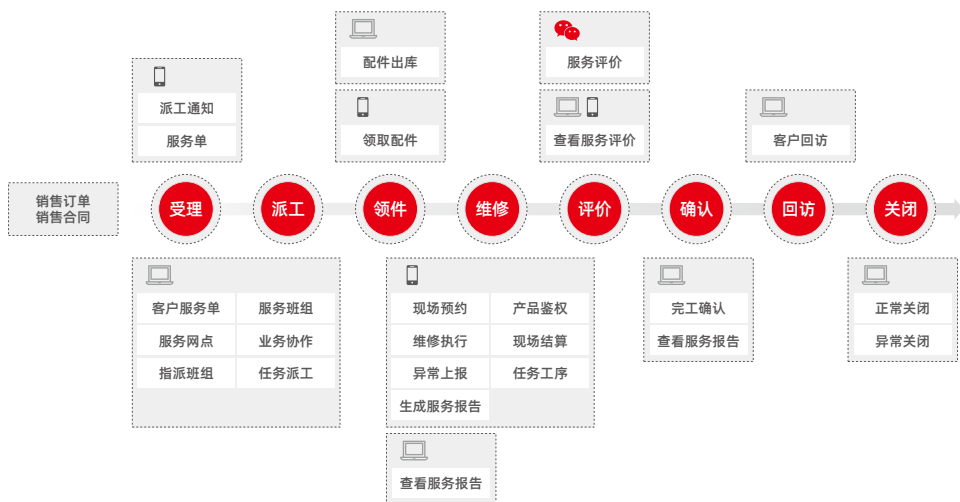 配件出库
服务评价
派工通知
服务单
领取配件
查看服务评价
客户回访
销售订单
销售合同
受理
派工
领件
维修
评价
确认
回访
关闭
客户服务单
服务班组
服务网点
业务协作
指派班组
任务派工
现场预约
产品鉴权
维修执行
现场结算
异常上报
任务工序
生成服务报告
完工确认
查看服务报告
正常关闭
异常关闭
查看服务报告